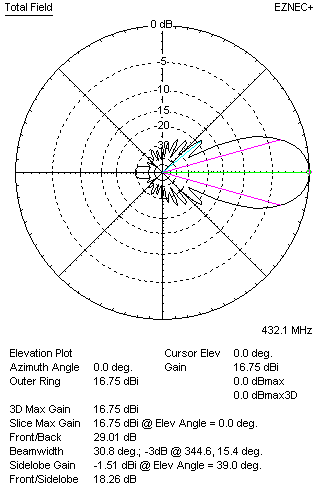 Total Field
EZNEC+
0 dB
-5
-10
-15
-20
-30
432.1 MHz
Elevation Plot
Cursor Elev 0.0 deg.
Azimuth Angle 0.0 deg.
Gain 16.75 dBi
Outer Ring 16.75 dBi
0.0 dBmax
0.0 dBmax3D
3D Max Gain 16.75 dBi
Slice Max Gain 16.75 dBi @ Elev Angle = 0.0 deg.
Front/Back 29.01 dB
Beamwidth 30.8 deg.; -3dB @ 344.6, 15.4 deg.
Sidelobe Gain -1.51 dBi @ Elev Angle = 39.0 deg.
Front/Sidelobe 18.26 dB